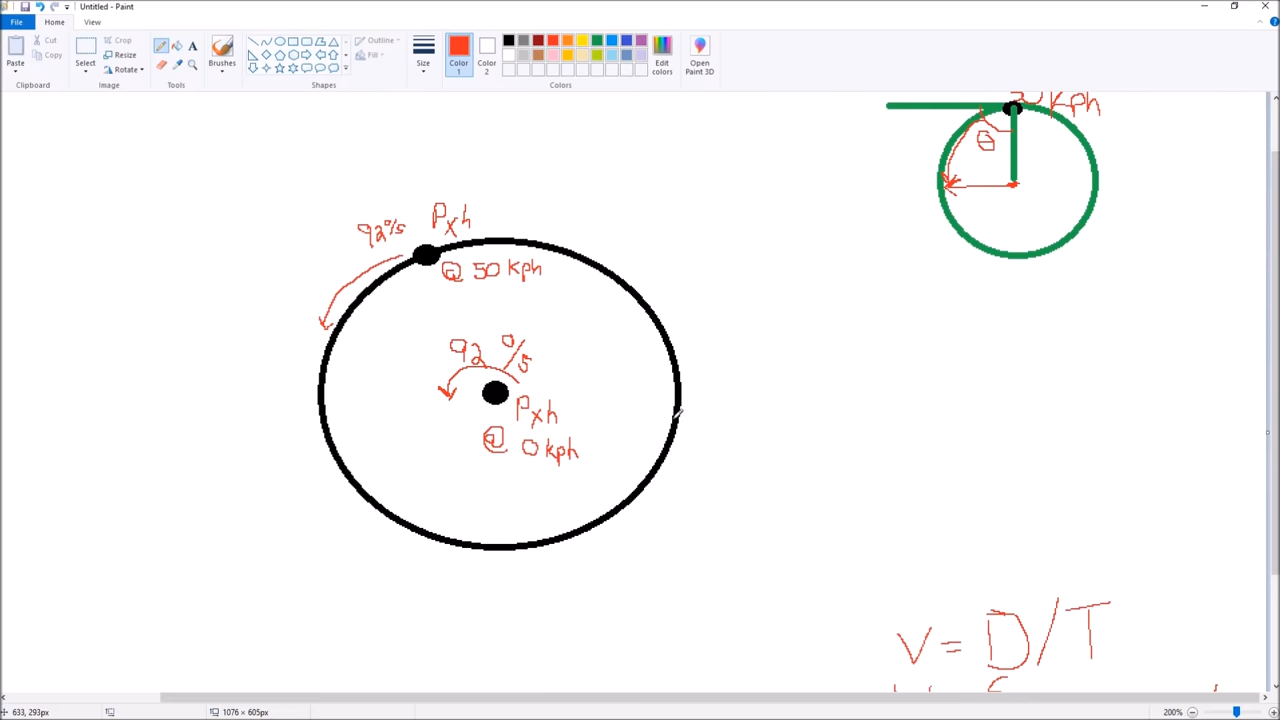 Untitled - Paint
File
Home
View
Paste
Cut
Copy
Clipboard
Select
Crop
Resize
Rotate
Image
A
Tools
Brushes
Shapes
Outline
Fill
Size
Color
1
Color
2
Colors
Edit
colors
Open
Paint 3D
Kph
θ
92°/s
Pxh
@ 50 Kph
92 °/s
Pxh
@ 0 kph
V = D/T
633, 293px
1076 × 605px
200%